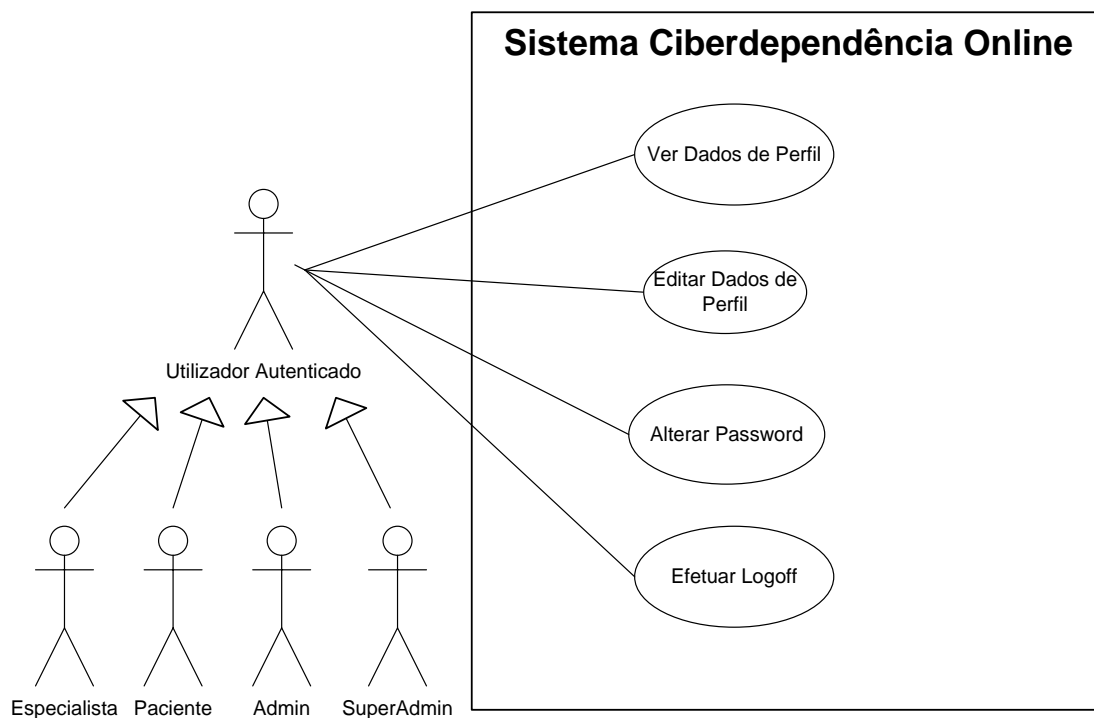 Sistema Ciberdependência Online
Ver Dados de Perfil
Editar Dados de
Perfil
Utilizador Autenticado
Alterar Password
Efetuar Logoff
Especialista
Paciente
Admin
SuperAdmin